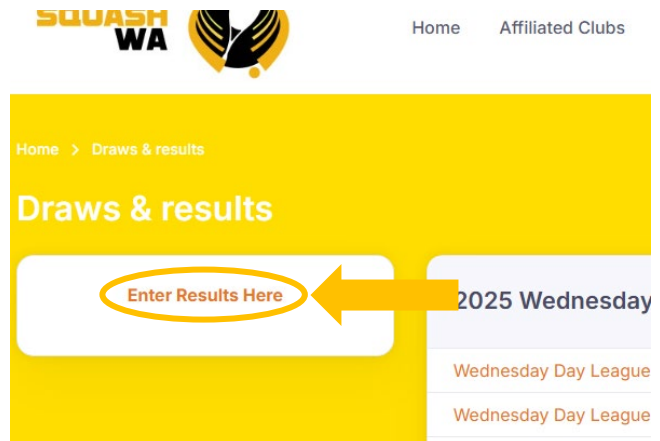 SQUASH
WA
Home Affiliated Clubs
Home > Draws & results
Draws & results
Enter Results Here
2025 Wednesday
Wednesday Day League
Wednesday Day League